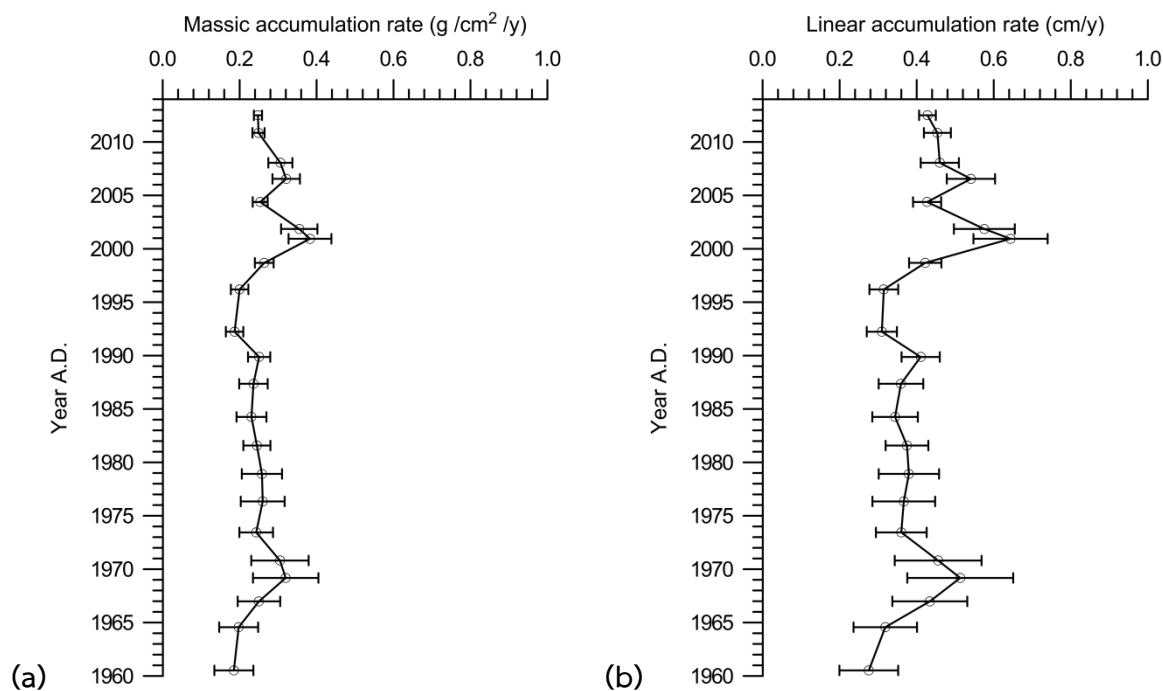 Massic accumulation rate (g /cm² /y)
0.0 0.2 0.4 0.6 0.8 1.0
2010
2005
2000
1995
1990
1985
1980
1975
1970
1965
1960
Year A.D.
(a)
Linear accumulation rate (cm/y)
0.0 0.2 0.4 0.6 0.8 1.0
2010
2005
2000
1995
1990
1985
1980
1975
1970
1965
1960
Year A.D.
(b)